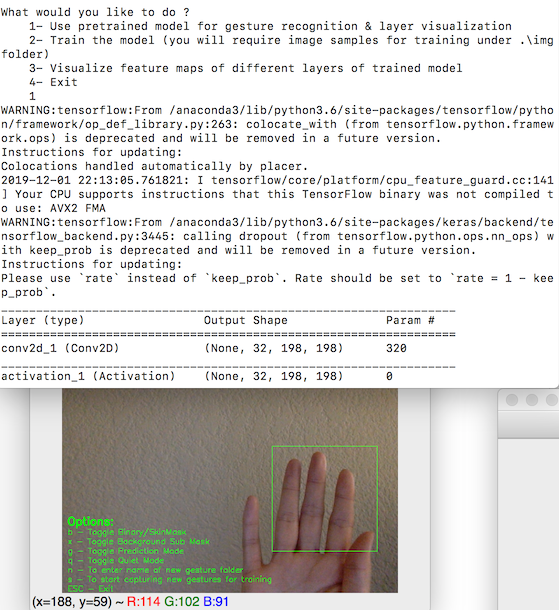 What would you like to do ?
1- Use pretrained model for gesture recognition & layer visualization
2- Train the model (you will require image samples for training under .\img
folder)
3- Visualize feature maps of different layers of trained model
4- Exit
1
WARNING:tensorflow:From /anaconda3/lib/python3.6/site-packages/tensorflow/pytho
n/framework/op_def_library.py:263: colocate_with (from tensorflow.python.framew
ork.ops) is deprecated and will be removed in a future version.
Instructions for updating:
Colocations handled automatically by placer.
2019-12-01 22:13:05.761821: I tensorflow/core/platform/cpu_feature_guard.cc:141
] Your CPU supports instructions that this TensorFlow binary was not compiled t
o use: AVX2 FMA
WARNING:tensorflow:From /anaconda3/lib/python3.6/site-packages/keras/backend/te
nsorflow_backend.py:3445: calling dropout (from tensorflow.python.ops.nn_ops) w
ith keep_prob is deprecated and will be removed in a future version.
Instructions for updating:
Please use `rate` instead of `keep_prob`. Rate should be set to `rate = 1 - kee
p_prob`.
_________________________________________________________________
Layer (type) Output Shape Param #
=================================================================
conv2d_1 (Conv2D) (None, 32, 198, 198) 320
_________________________________________________________________
activation_1 (Activation) (None, 32, 198, 198) 0
Options:
b - Toggle Binary/SkinMask
x - Toggle Background Sub Mask
g - Toggle Prediction Mode
q - Toggle Quiet Mode
n - To enter name of new gesture folder
s - To start capturing new gestures for training
ESC - Exit
(x=188, y=59) ~ R:114 G:102 B:91